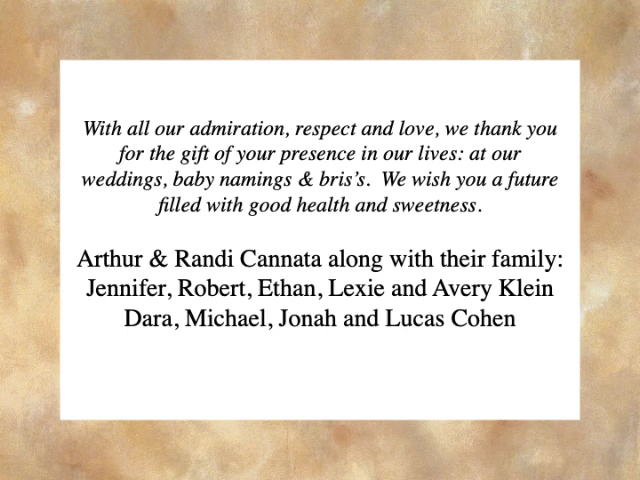 With all our admiration, respect and love, we thank you
for the gift of your presence in our lives: at our
weddings, baby namings & bris’s.  We wish you a future
filled with good health and sweetness.
Arthur & Randi Cannata along with their family:
Jennifer, Robert, Ethan, Lexie and Avery Klein
Dara, Michael, Jonah and Lucas Cohen